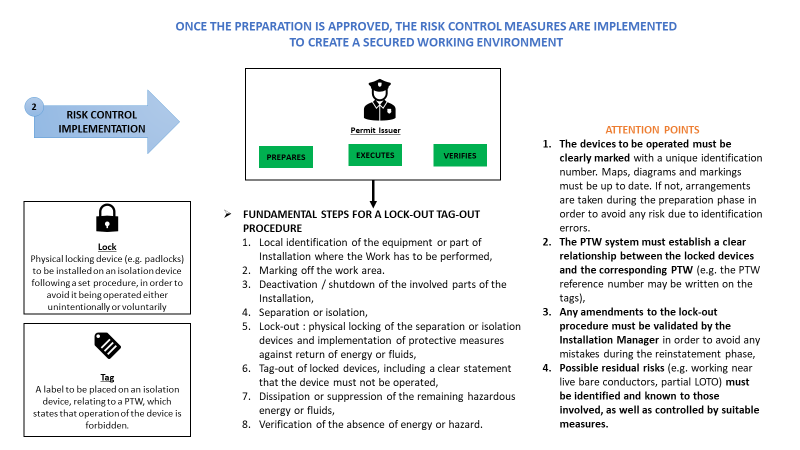 ONCE THE PREPARATION IS APPROVED, THE RISK CONTROL MEASURES ARE IMPLEMENTED
TO CREATE A SECURED WORKING ENVIRONMENT
2
RISK CONTROL
IMPLEMENTATION
Permit Issuer
PREPARES
EXECUTES
VERIFIES
Lock
Physical locking device (e.g. padlocks)
to be installed on an isolation device
following a set procedure, in order to
avoid it being operated either
unintentionally or voluntarily
Tag
A label to be placed on an isolation
device, relating to a PTW, which
states that operation of the device is
forbidden.
➢ FUNDAMENTAL STEPS FOR A LOCK-OUT TAG-OUT
PROCEDURE
1. Local identification of the equipment or part of
Installation where the Work has to be performed,
2. Marking off the work area.
3. Deactivation / shutdown of the involved parts of the
Installation,
4. Separation or isolation,
5. Lock-out : physical locking of the separation or isolation
devices and implementation of protective measures
against return of energy or fluids,
6. Tag-out of locked devices, including a clear statement
that the device must not be operated,
7. Dissipation or suppression of the remaining hazardous
energy or fluids,
8. Verification of the absence of energy or hazard.
ATTENTION POINTS
1. The devices to be operated must be
clearly marked with a unique identification
number. Maps, diagrams and markings
must be up to date. If not, arrangements
are taken during the preparation phase in
order to avoid any risk due to identification
errors.
2. The PTW system must establish a clear
relationship between the locked devices
and the corresponding PTW (e.g. the PTW
reference number may be written on the
tags),
3. Any amendments to the lock-out
procedure must be validated by the
Installation Manager in order to avoid any
mistakes during the reinstatement phase,
4. Possible residual risks (e.g. working near
live bare conductors, partial LOTO) must
be identified and known to those
involved, as well as controlled by suitable
measures.